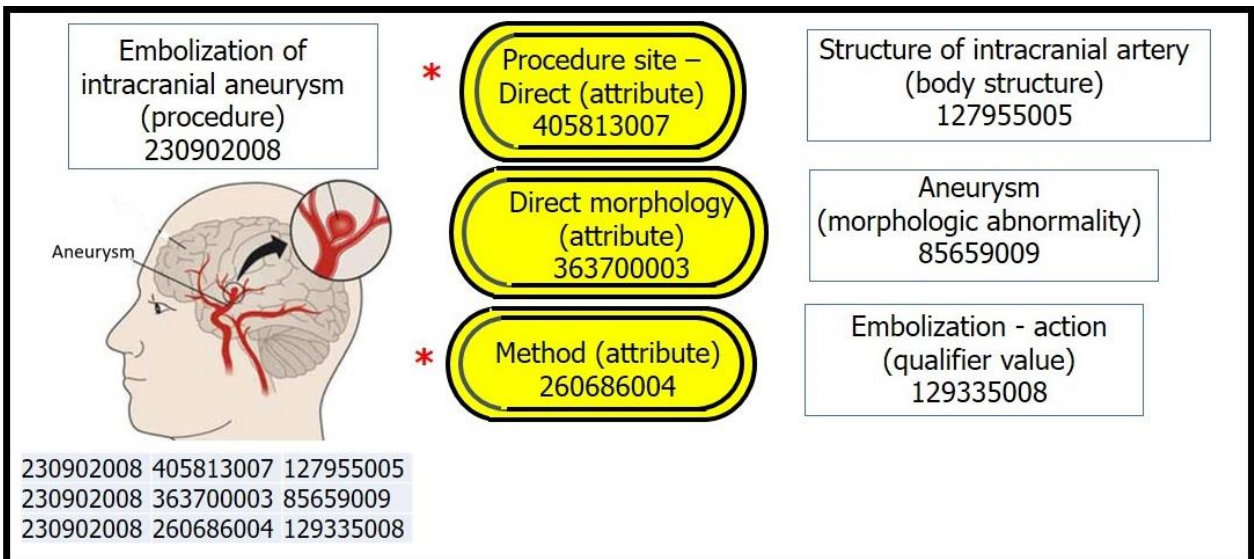 Embolization of
intracranial aneurysm
(procedure)
230902008
*
Procedure site –
Direct (attribute)
405813007
Structure of intracranial artery
(body structure)
127955005
Direct morphology
(attribute)
363700003
Aneurysm
(morphologic abnormality)
85659009
Aneurysm
*
Method (attribute)
260686004
Embolization - action
(qualifier value)
129335008
230902008 405813007 127955005
230902008 363700003 85659009
230902008 260686004 129335008